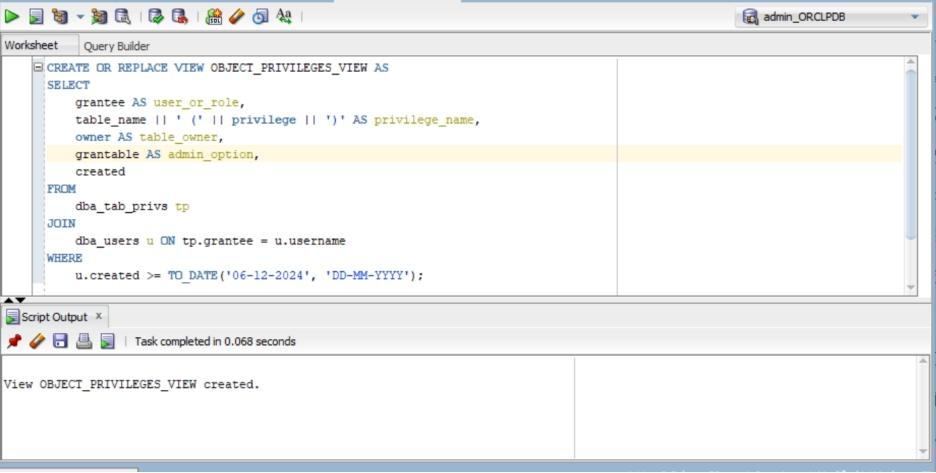 admin_ORCLPDB
Worksheet Query Builder
CREATE OR REPLACE VIEW OBJECT_PRIVILEGES_VIEW AS
SELECT
grantee AS user_or_role,
table_name || ' (' || privilege || ')' AS privilege_name,
owner AS table_owner,
grantable AS admin_option,
created
FROM
dba_tab_privs tp
JOIN
dba_users u ON tp.grantee = u.username
WHERE
u.created >= TO_DATE('06-12-2024', 'DD-MM-YYYY');
Script Output x
Task completed in 0.068 seconds
View OBJECT_PRIVILEGES_VIEW created.